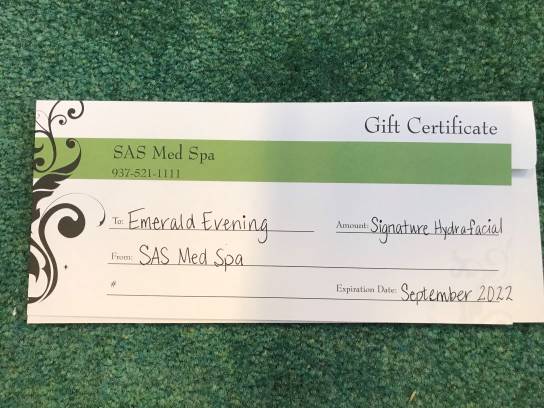 Gift Certificate
SAS Med Spa
937-521-1111
To: Emerald Evening
Amount: Signature Hydrafacial
From: SAS Med Spa
#
Expiration Date: September 2022